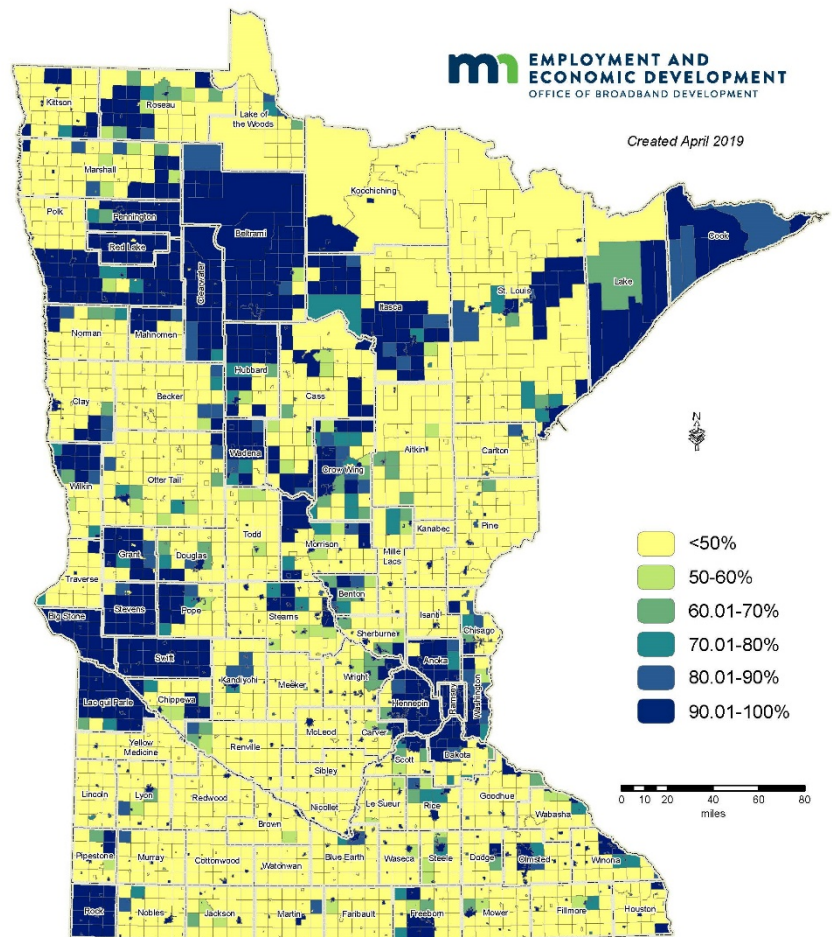 mn EMPLOYMENT AND
ECONOMIC DEVELOPMENT
OFFICE OF BROADBAND DEVELOPMENT
Created April 2019
Kittson
Roseau
Lake of
the Woods
Marshall
Koochiching
Polk
Pennington
Beltrami
Cook
Red Lake
Clearwater
Lake
St. Louis
Itasca
Norman
Mahnomen
Hubbard
Cass
Clay
Becker
N
Aitkin
Wadena
Carlton
Crow Wing
Wilkin
Otter Tail
Pine
Todd
Kanabec
Morrison
Mille
Lacs
Grant
Douglas
Traverse
Benton
Stevens
Pope
Big Stone
Stearns
Isanti
Chisago
Sherburne
Swift
Anoka
Kandiyohi
Meeker
Wright
Lac qui Parle
Chippewa
Hennepin
Ramsey
Washington
McLeod
Carver
Yellow
Medicine
Renville
Dakota
Scott
Sibley
Lincoln
Lyon
Redwood
Nicollet
Le Sueur
Rice
Goodhue
Wabasha
Brown
Pipestone
Murray
Cottonwood
Watonwan
Blue Earth
Waseca
Steele
Dodge
Olmsted
Winona
Rock
Nobles
Jackson
Martin
Faribault
Freeborn
Mower
Fillmore
Houston
<50%
50-60%
60.01-70%
70.01-80%
80.01-90%
90.01-100%
0 10 20 40 60 80
miles